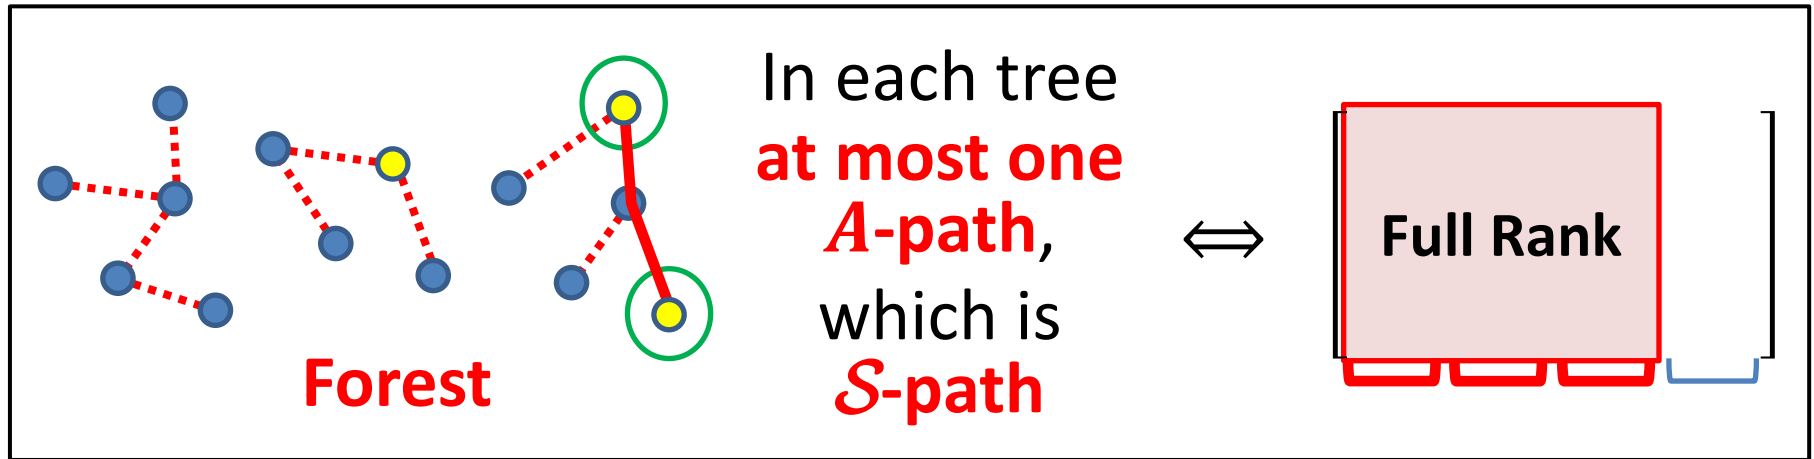 Forest
In each tree
at most one
A-path,
which is
𝒮-path
⇔
Full Rank